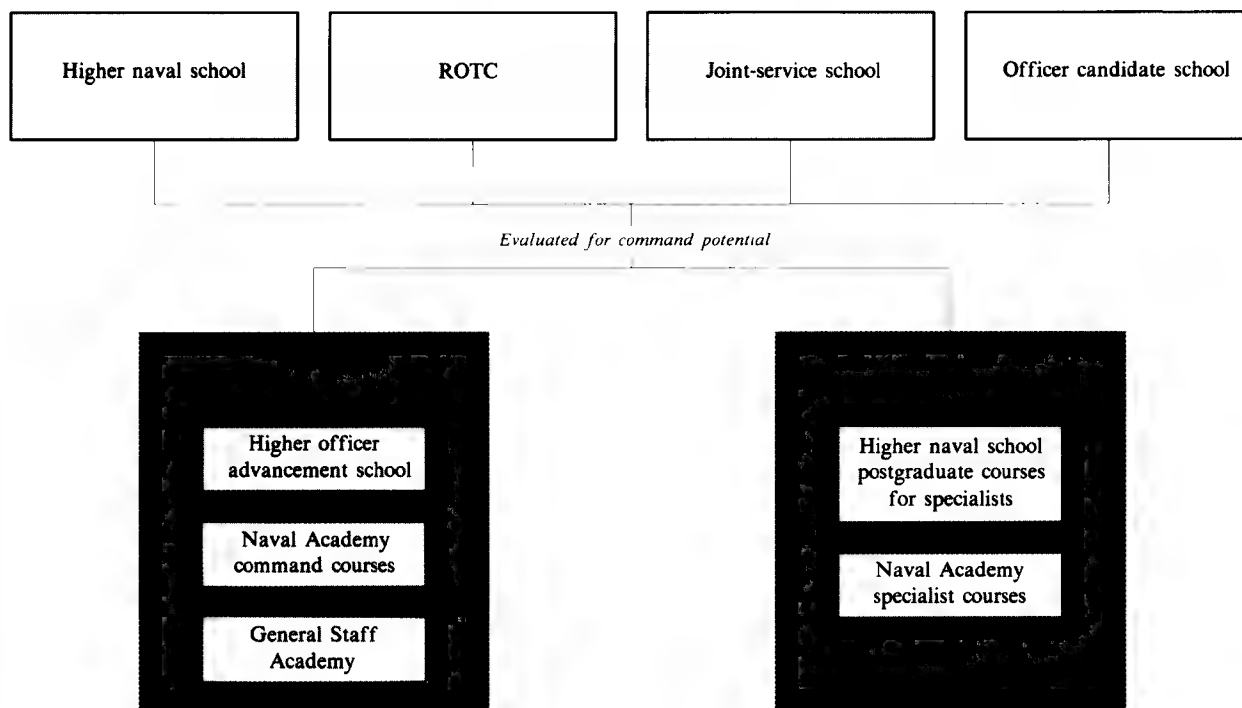 Higher naval school
ROTC
Joint-service school
Officer candidate school
Evaluated for command potential
Higher officer
advancement school
Naval Academy
command courses
General Staff
Academy
Higher naval school
postgraduate courses
for specialists
Naval Academy
specialist courses